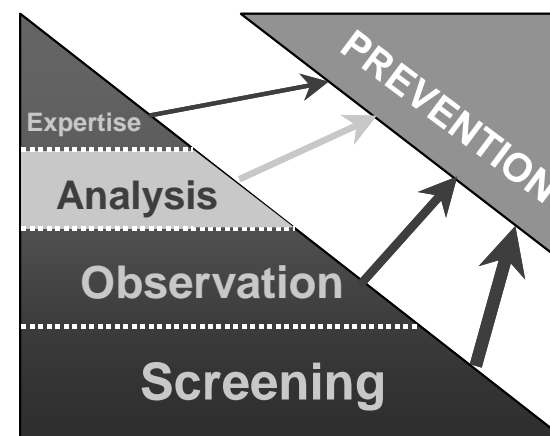 PREVENTION
Expertise
Analysis
Observation
Screening